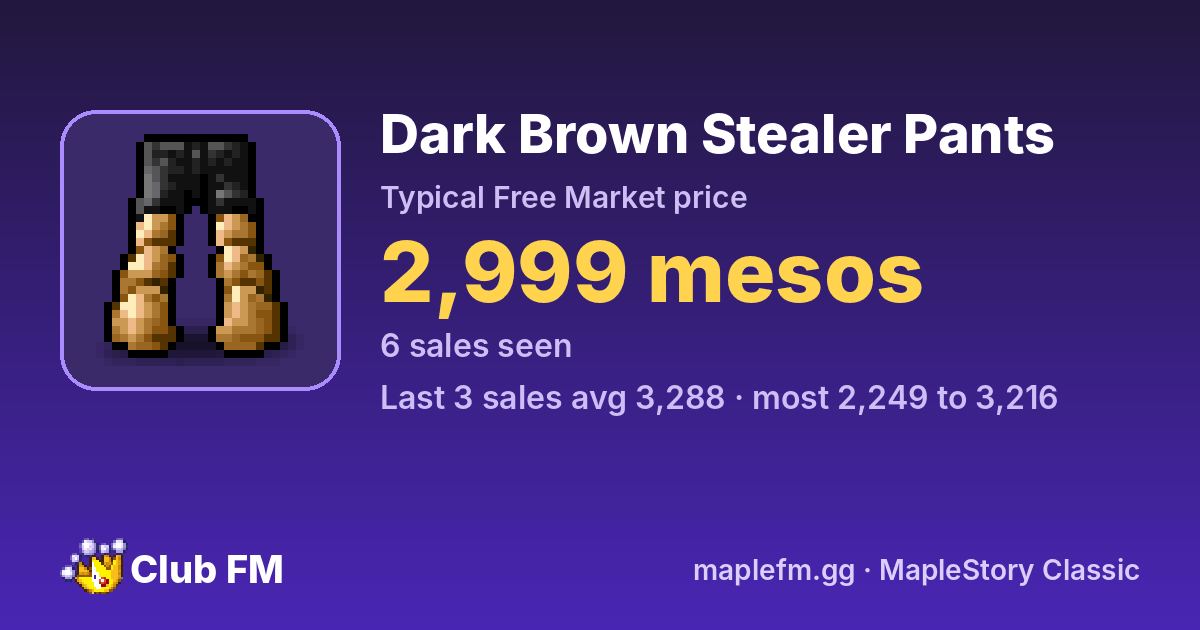 Dark Brown Stealer Pants
Typical Free Market price
2,999 mesos
6 sales seen
Last 3 sales avg 3,288 · most 2,249 to 3,216
Club FM
maplefm.gg · MapleStory Classic